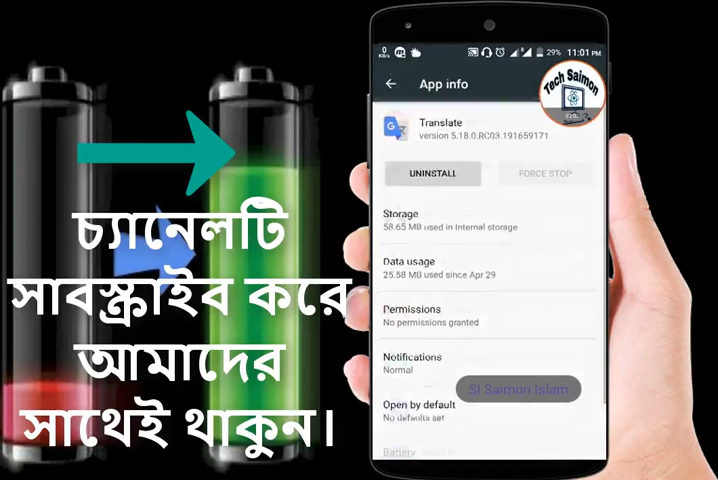 চ্যানেলটি
সাবস্ক্রাইব করে
আমাদের
সাথেই থাকুন।
0
KB/s
29%
11:01 PM
App info
Tech Saimon
Translate
version 5.18.0.RC03.191659171
UNINSTALL
FORCE STOP
Storage
58.65 MB used in Internal storage
Data usage
25.58 MB used since Apr 29
Permissions
No permissions granted
Notifications
Normal
SI Saimon Islam
Open by default
No defaults set
Battery